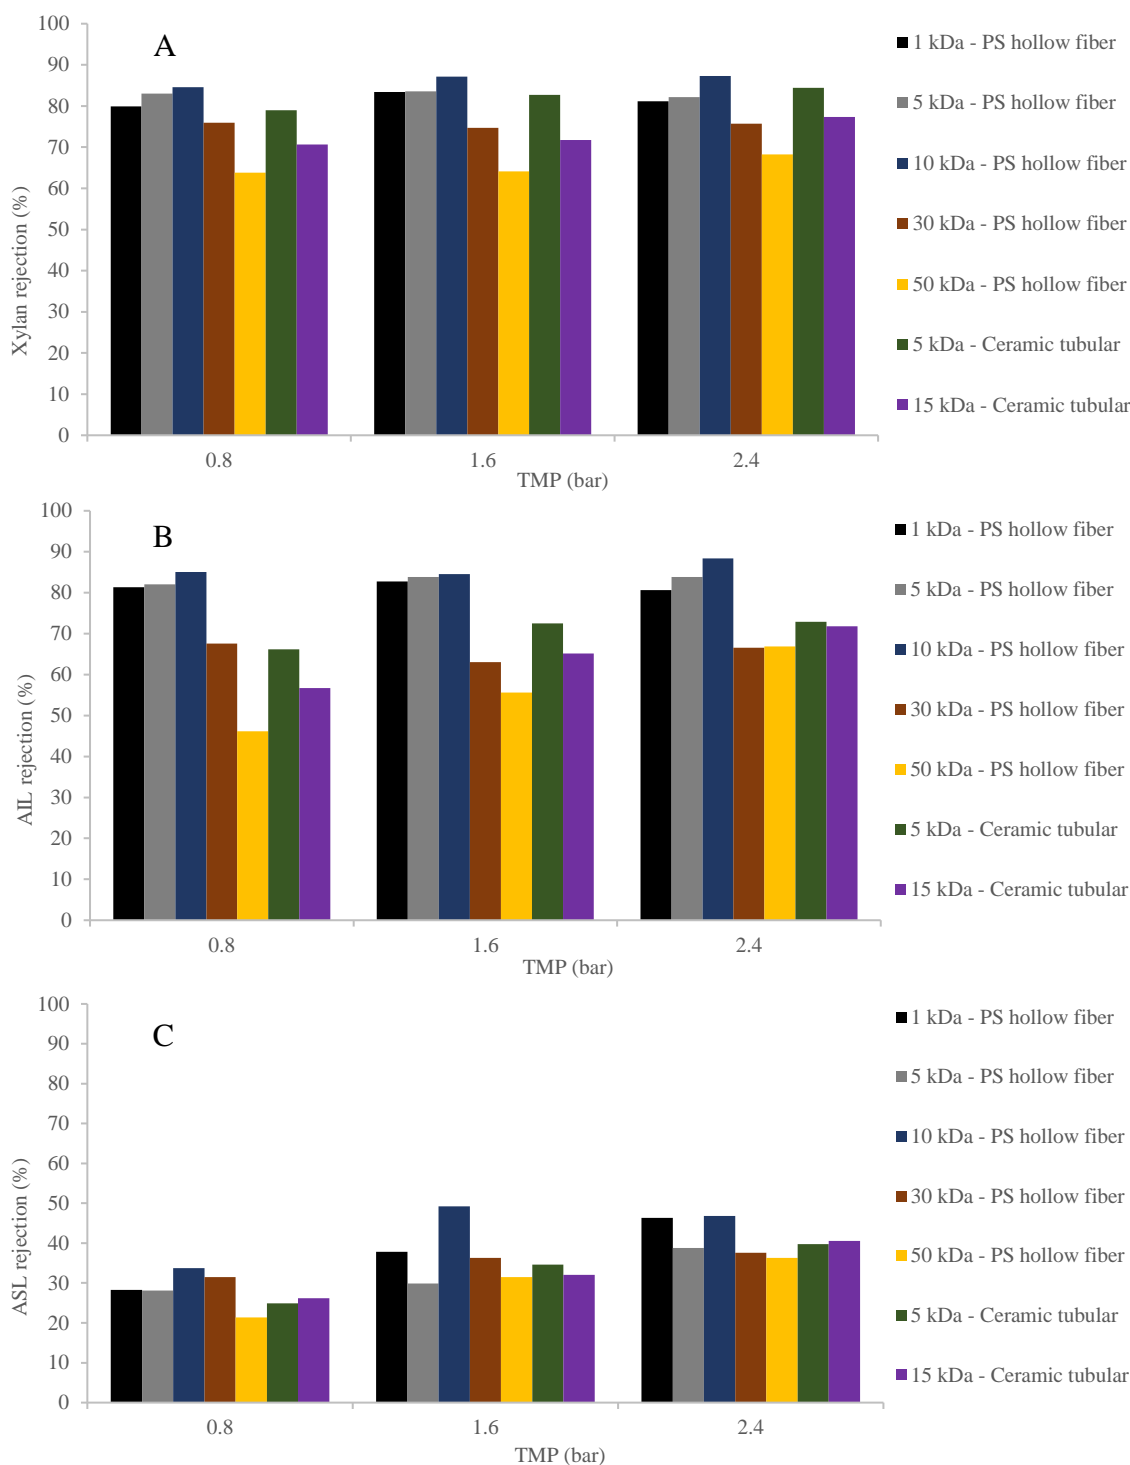 A
100
90
80
70
60
50
40
30
20
10
0
Xylan rejection (%)
0.8
1.6
2.4
TMP (bar)
1 kDa - PS hollow fiber
5 kDa - PS hollow fiber
10 kDa - PS hollow fiber
30 kDa - PS hollow fiber
50 kDa - PS hollow fiber
5 kDa - Ceramic tubular
15 kDa - Ceramic tubular
B
100
90
80
70
60
50
40
30
20
10
0
AIL rejection (%)
0.8
1.6
2.4
TMP (bar)
1 kDa - PS hollow fiber
5 kDa - PS hollow fiber
10 kDa - PS hollow fiber
30 kDa - PS hollow fiber
50 kDa - PS hollow fiber
5 kDa - Ceramic tubular
15 kDa - Ceramic tubular
C
100
90
80
70
60
50
40
30
20
10
0
ASL rejection (%)
0.8
1.6
2.4
TMP (bar)
1 kDa - PS hollow fiber
5 kDa - PS hollow fiber
10 kDa - PS hollow fiber
30 kDa - PS hollow fiber
50 kDa - PS hollow fiber
5 kDa - Ceramic tubular
15 kDa - Ceramic tubular